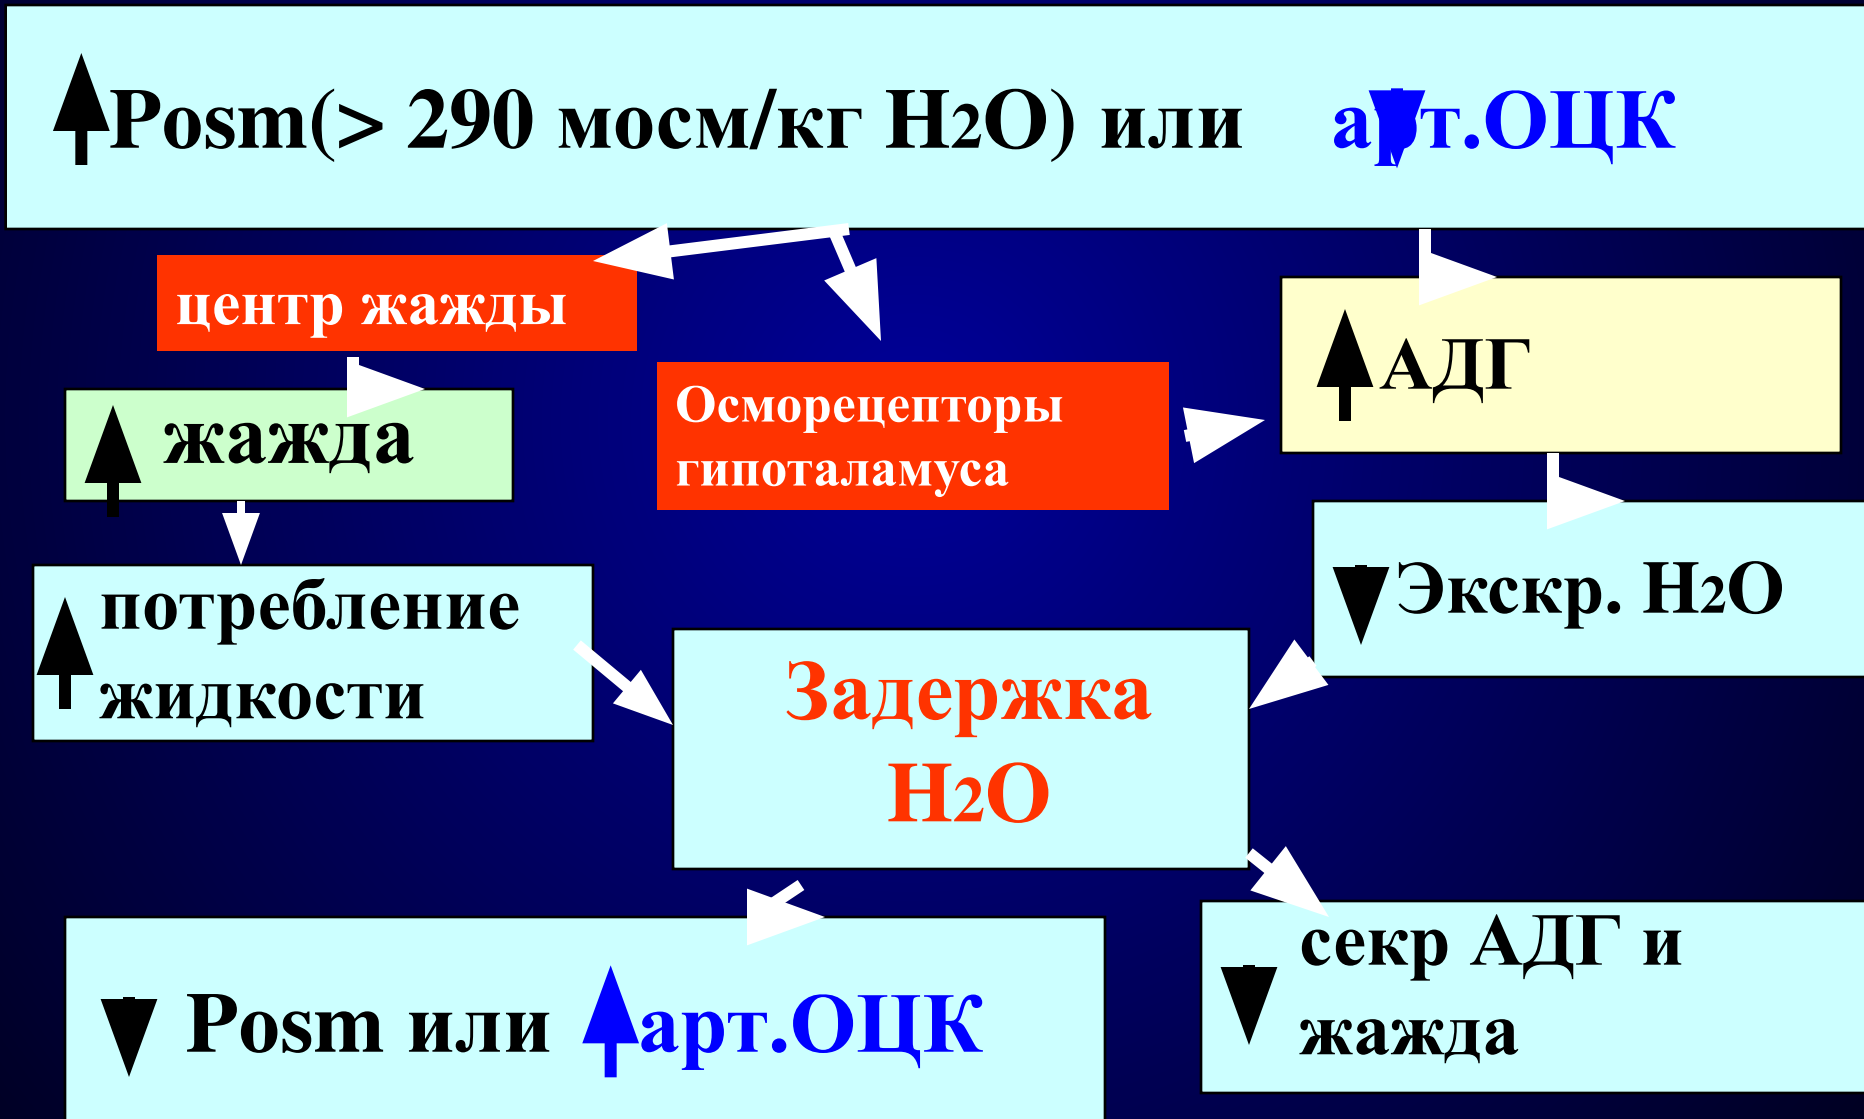 Posm(> 290 мосм/кг H2O) или арт.ОЦК
центр жажды
Осморецепторы
гипоталамуса
АДГ
жажда
Экскр. H2O
потребление
жидкости
Задержка
H2O
секр АДГ и
жажда
Posm или арт.ОЦК